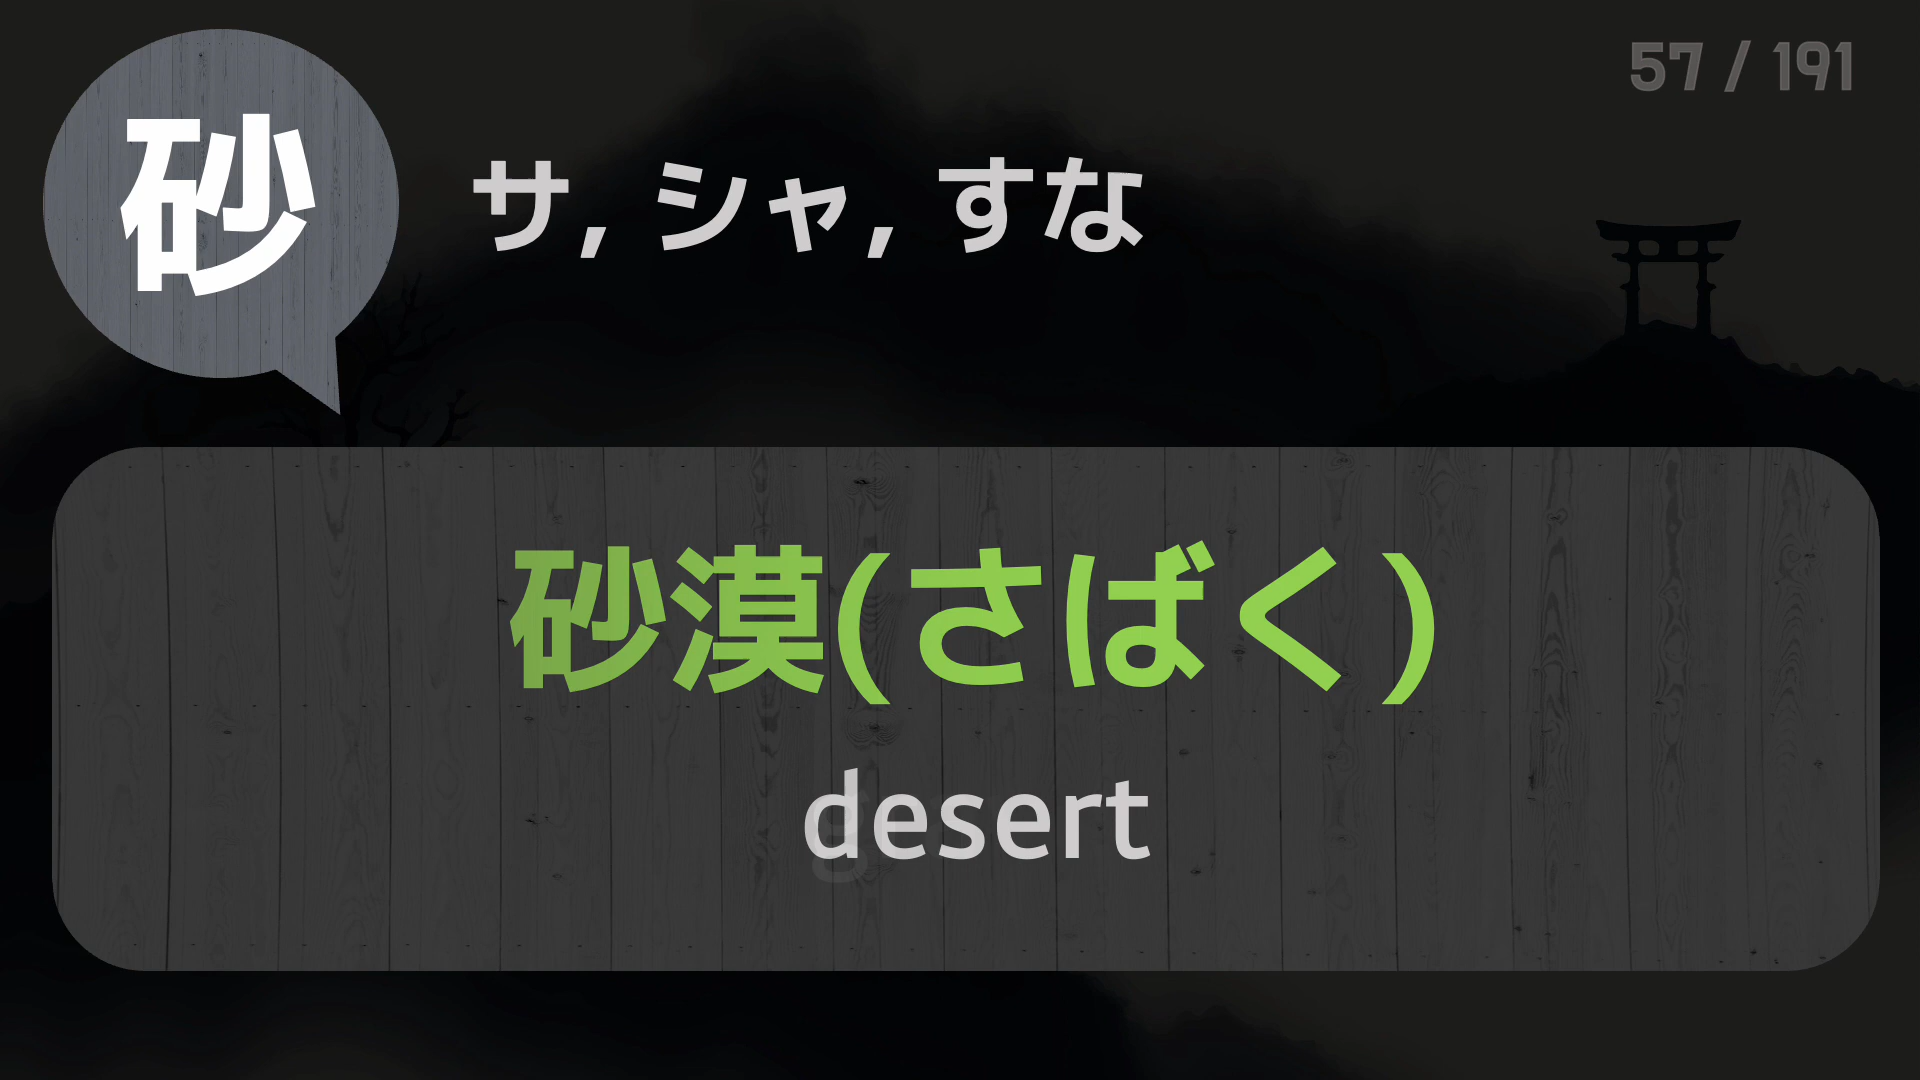 57 / 191
砂
サ, シャ, すな
砂漠(さばく)
desert